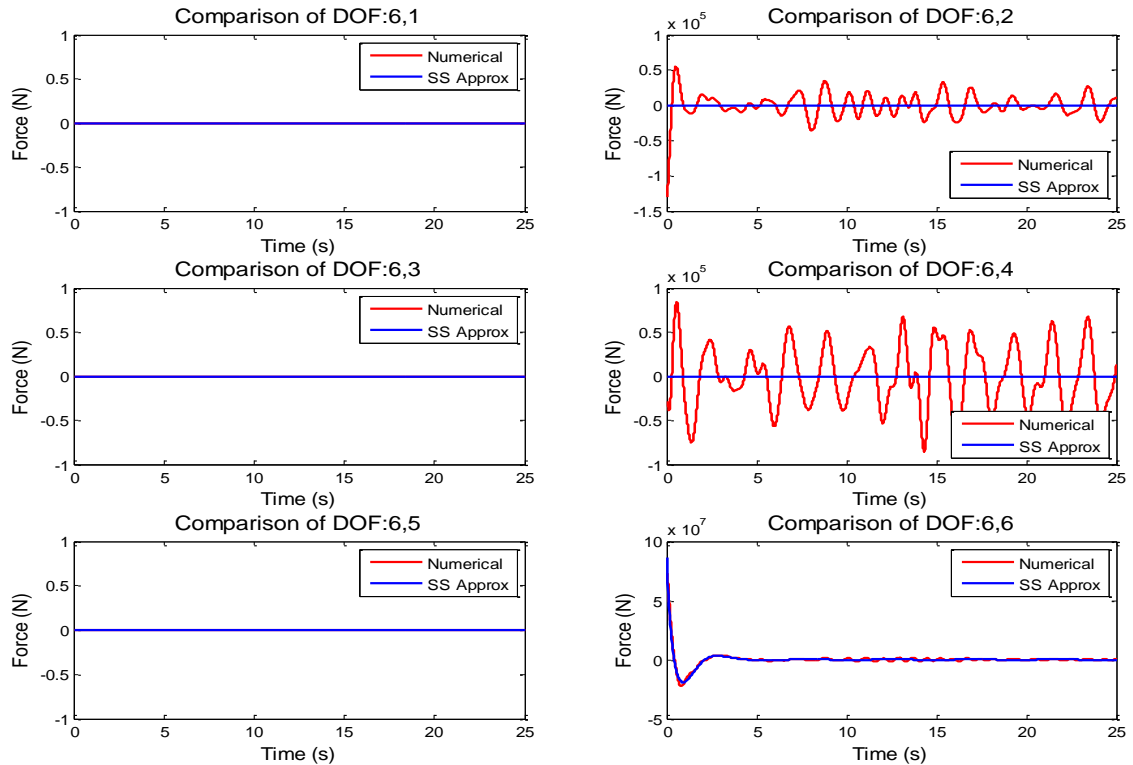 Comparison of DOF:6,1
Force (N)
1
0.5
0
-0.5
-1
Numerical
SS Approx
0 5 10 15 20 25
Time (s)
Comparison of DOF:6,2
x 10^5
Force (N)
1
0.5
0
-0.5
-1
-1.5
Numerical
SS Approx
0 5 10 15 20 25
Time (s)
Comparison of DOF:6,3
Force (N)
1
0.5
0
-0.5
-1
Numerical
SS Approx
0 5 10 15 20 25
Time (s)
Comparison of DOF:6,4
x 10^5
Force (N)
1
0.5
0
-0.5
-1
Numerical
SS Approx
0 5 10 15 20 25
Time (s)
Comparison of DOF:6,5
Force (N)
1
0.5
0
-0.5
-1
Numerical
SS Approx
0 5 10 15 20 25
Time (s)
Comparison of DOF:6,6
x 10^7
Force (N)
10
5
0
-5
Numerical
SS Approx
0 5 10 15 20 25
Time (s)